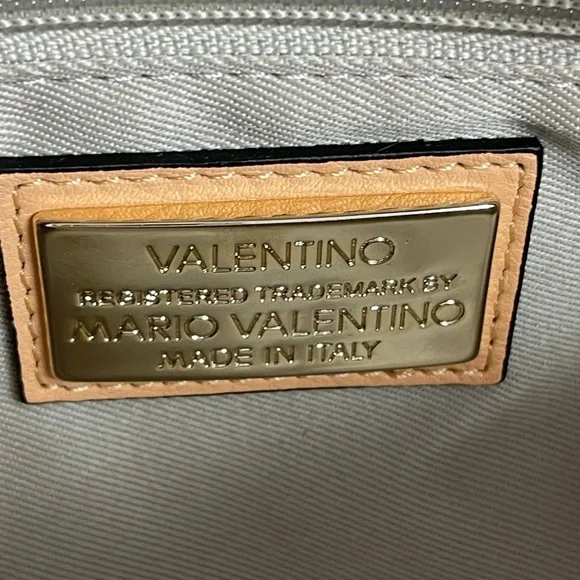 VALENTINO
REGISTERED TRADEMARK BY
MARIO VALENTINO
MADE IN ITALY